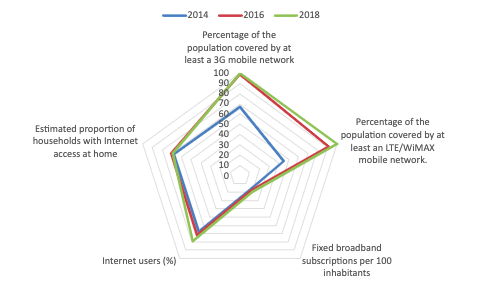 2014 2016 2018
Percentage of the
population covered by at
least a 3G mobile network
100
90
80
70
60
50
40
30
20
10
0
Percentage of the
population covered by at
least an LTE/WiMAX
mobile network.
Fixed broadband
subscriptions per 100
inhabitants
Internet users (%)
Estimated proportion of
households with Internet
access at home